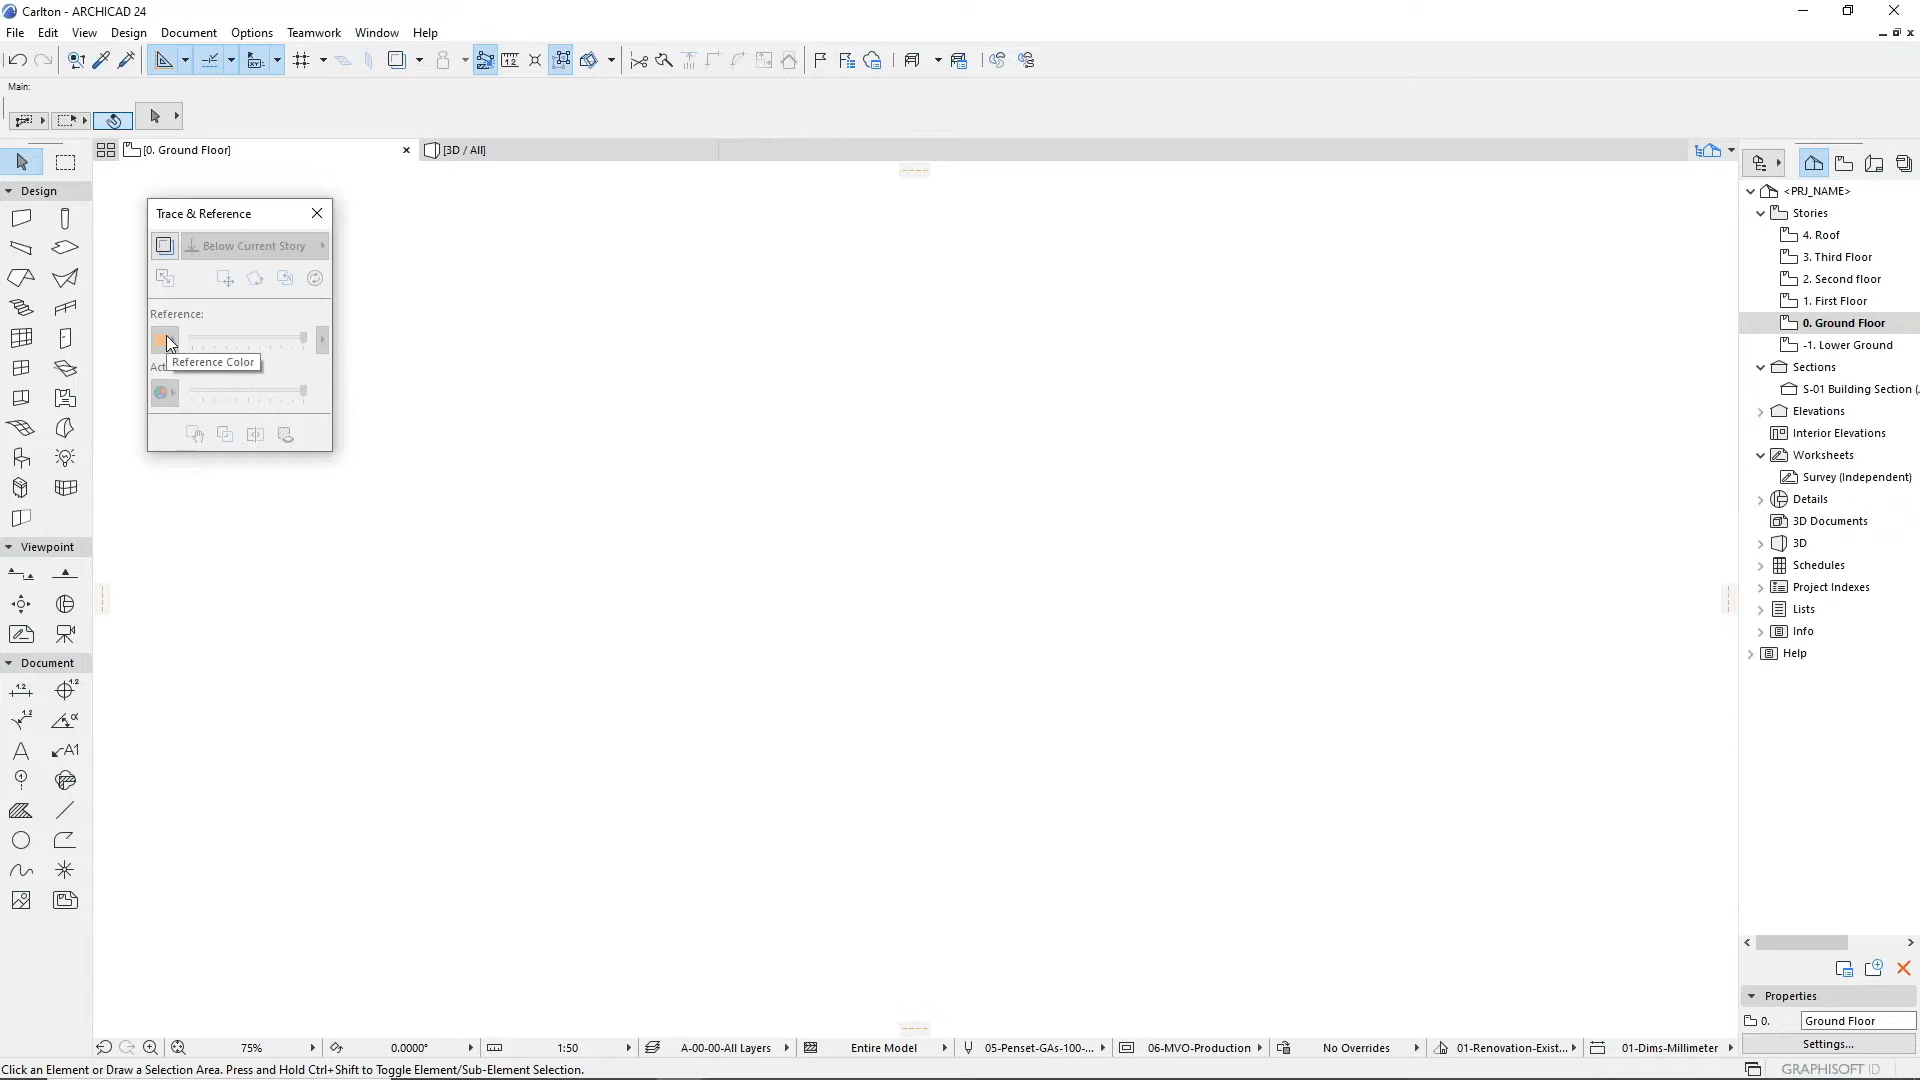 Carlton - ARCHICAD 24
File Edit View Design Document Options Teamwork Window Help
Main:
[0. Ground Floor]
[3D / All]
Trace & Reference
Below Current Story
Reference:
Reference Color
Act
Design
Viewpoint
Document
<PRJ_NAME>
Stories
4. Roof
3. Third Floor
2. Second floor
1. First Floor
0. Ground Floor
-1. Lower Ground
Sections
S-01 Building Section (
Elevations
Interior Elevations
Worksheets
Survey (Independent)
Details
3D Documents
3D
Schedules
Project Indexes
Lists
Info
Help
Properties
0. Ground Floor
Settings...
75% 0.0000° 1:50 A-00-00-All Layers Entire Model 05-Penset-GAs-100-... 06-MVO-Production No Overrides 01-Renovation-Exist... 01-Dims-Millimeter
Click an Element or Draw a Selection Area. Press and Hold Ctrl+Shift to Toggle Element/Sub-Element Selection.
GRAPHISOFT ID